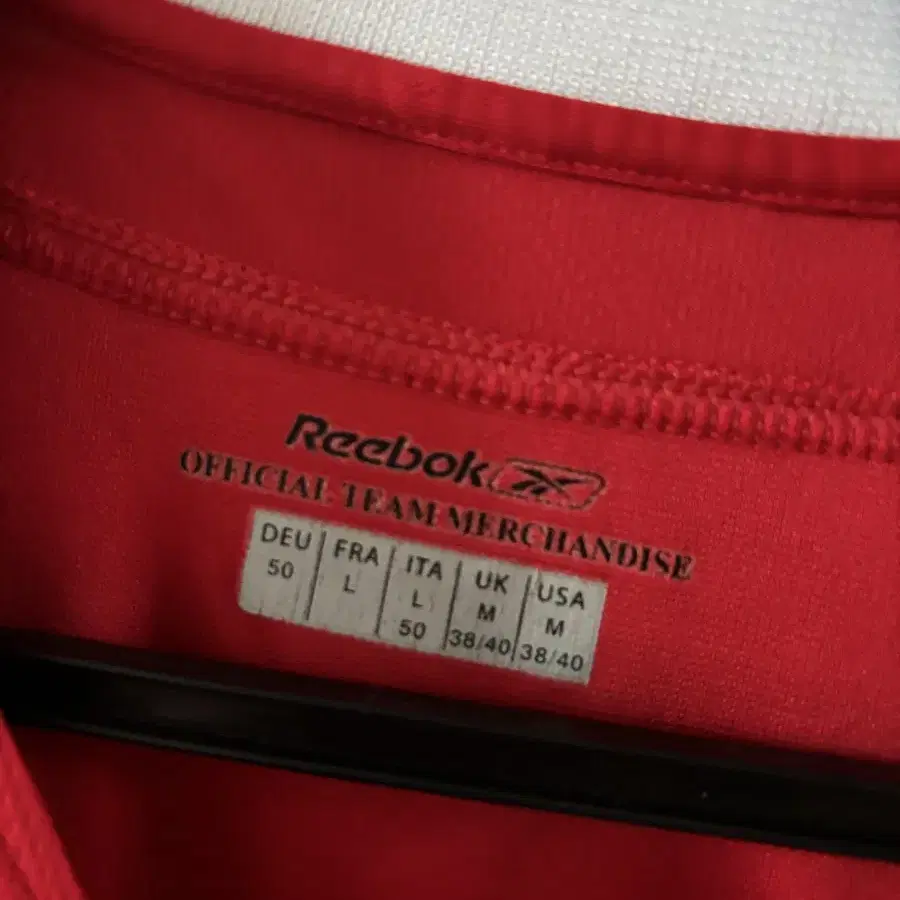 Reebok
OFFICIAL TEAM MERCHANDISE
DEU FRA ITA UK USA
50 L L M M
50 38/40 38/40